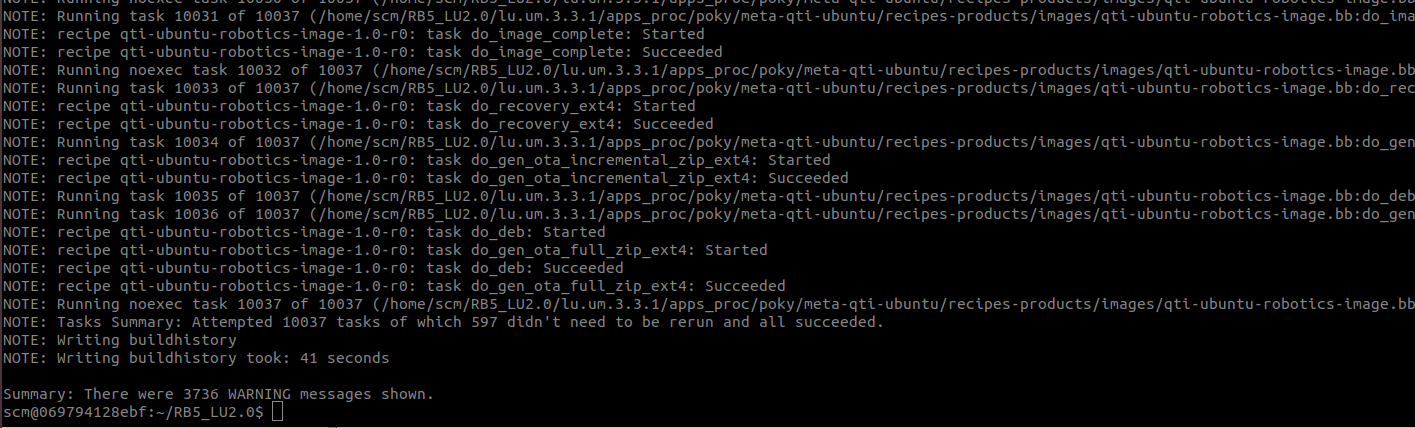 NOTE: Running noexec task 10030 of 10037 (/home/scm/RB5_LU2.0/lu.um.3.3.1/apps_proc/poky/meta-qti-ubuntu/recipes-products/images/qti-ubuntu-robotics-image.bb
NOTE: Running task 10031 of 10037 (/home/scm/RB5_LU2.0/lu.um.3.3.1/apps_proc/poky/meta-qti-ubuntu/recipes-products/images/qti-ubuntu-robotics-image.bb:do_ima
NOTE: recipe qti-ubuntu-robotics-image-1.0-r0: task do_image_complete: Started
NOTE: recipe qti-ubuntu-robotics-image-1.0-r0: task do_image_complete: Succeeded
NOTE: Running noexec task 10032 of 10037 (/home/scm/RB5_LU2.0/lu.um.3.3.1/apps_proc/poky/meta-qti-ubuntu/recipes-products/images/qti-ubuntu-robotics-image.bb
NOTE: Running task 10033 of 10037 (/home/scm/RB5_LU2.0/lu.um.3.3.1/apps_proc/poky/meta-qti-ubuntu/recipes-products/images/qti-ubuntu-robotics-image.bb:do_rec
NOTE: recipe qti-ubuntu-robotics-image-1.0-r0: task do_recovery_ext4: Started
NOTE: recipe qti-ubuntu-robotics-image-1.0-r0: task do_recovery_ext4: Succeeded
NOTE: Running task 10034 of 10037 (/home/scm/RB5_LU2.0/lu.um.3.3.1/apps_proc/poky/meta-qti-ubuntu/recipes-products/images/qti-ubuntu-robotics-image.bb:do_gen
NOTE: recipe qti-ubuntu-robotics-image-1.0-r0: task do_gen_ota_incremental_zip_ext4: Started
NOTE: recipe qti-ubuntu-robotics-image-1.0-r0: task do_gen_ota_incremental_zip_ext4: Succeeded
NOTE: Running task 10035 of 10037 (/home/scm/RB5_LU2.0/lu.um.3.3.1/apps_proc/poky/meta-qti-ubuntu/recipes-products/images/qti-ubuntu-robotics-image.bb:do_deb
NOTE: Running task 10036 of 10037 (/home/scm/RB5_LU2.0/lu.um.3.3.1/apps_proc/poky/meta-qti-ubuntu/recipes-products/images/qti-ubuntu-robotics-image.bb:do_gen
NOTE: recipe qti-ubuntu-robotics-image-1.0-r0: task do_deb: Started
NOTE: recipe qti-ubuntu-robotics-image-1.0-r0: task do_gen_ota_full_zip_ext4: Started
NOTE: recipe qti-ubuntu-robotics-image-1.0-r0: task do_deb: Succeeded
NOTE: recipe qti-ubuntu-robotics-image-1.0-r0: task do_gen_ota_full_zip_ext4: Succeeded
NOTE: Running noexec task 10037 of 10037 (/home/scm/RB5_LU2.0/lu.um.3.3.1/apps_proc/poky/meta-qti-ubuntu/recipes-products/images/qti-ubuntu-robotics-image.bb
NOTE: Tasks Summary: Attempted 10037 tasks of which 597 didn't need to be rerun and all succeeded.
NOTE: Writing buildhistory
NOTE: Writing buildhistory took: 41 seconds
Summary: There were 3736 WARNING messages shown.
scm@069794128ebf:~/RB5_LU2.0$